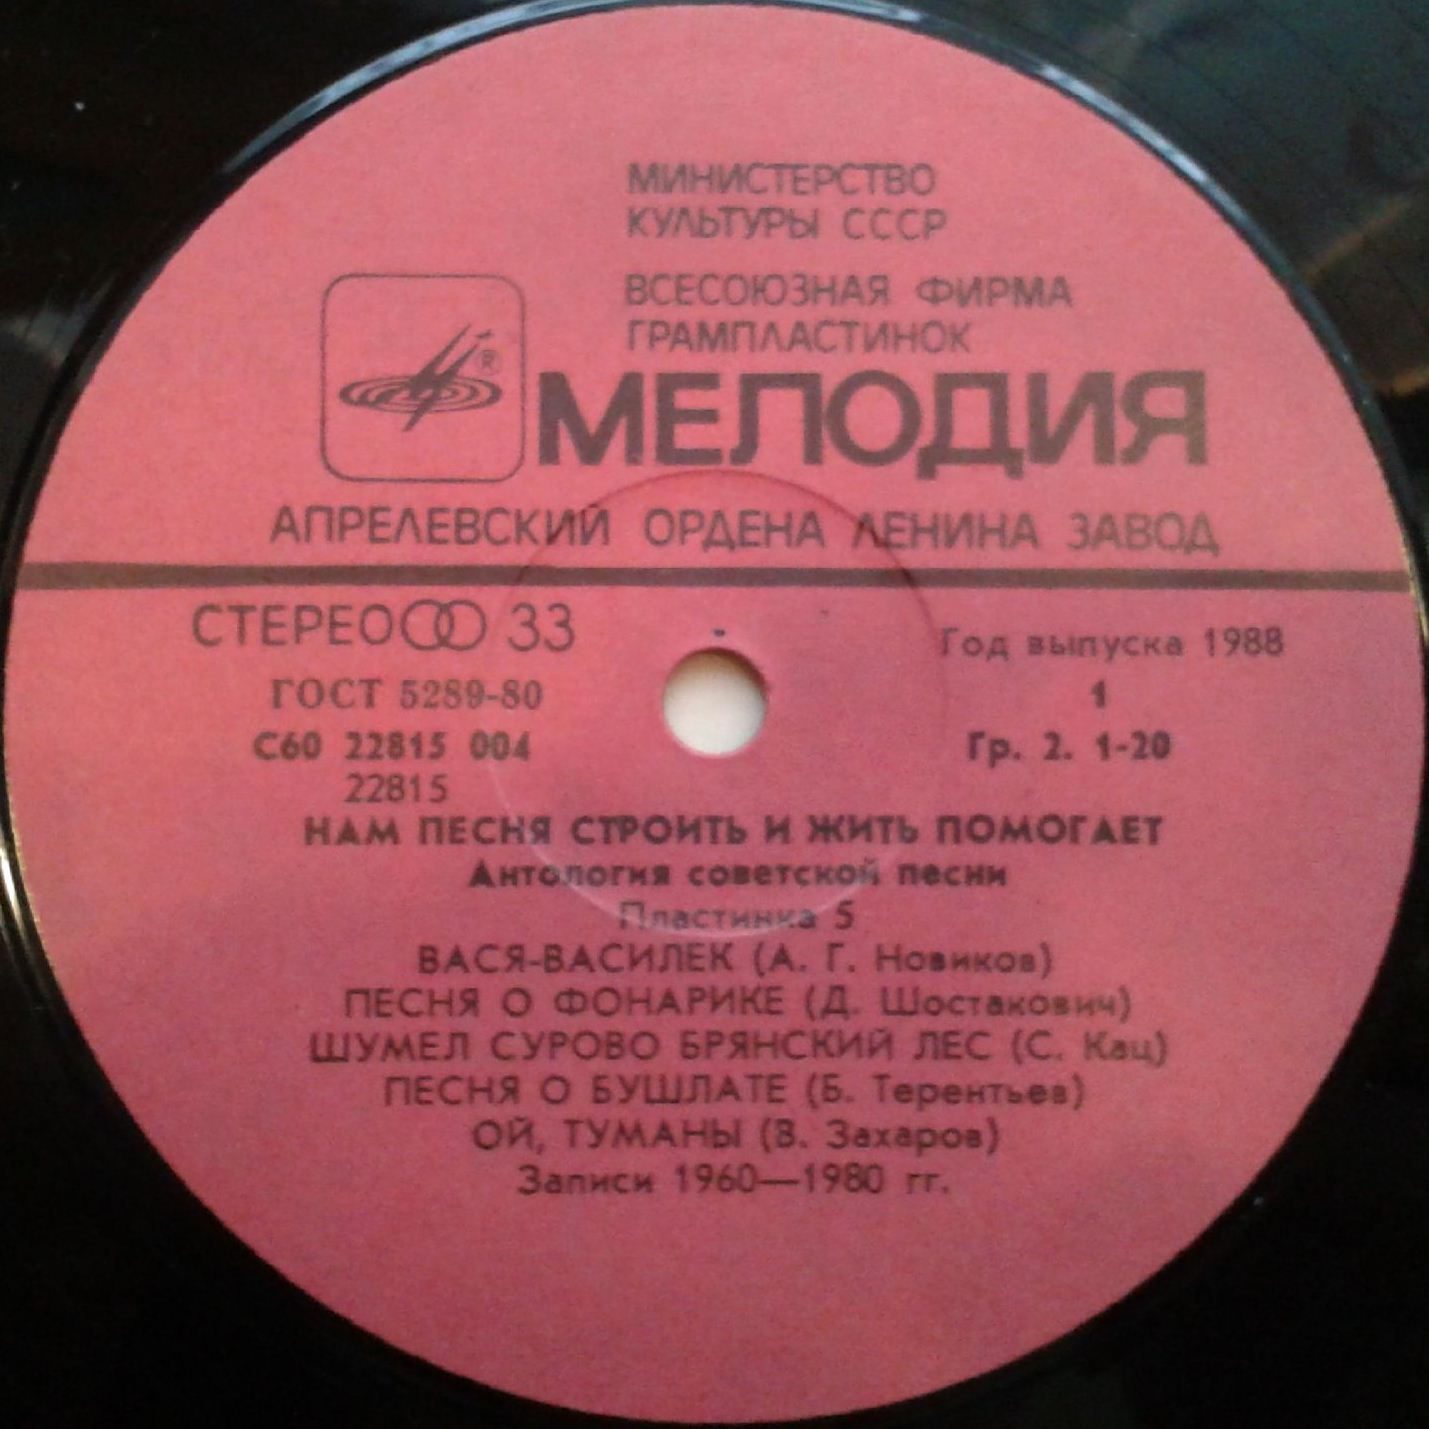 МИНИСТЕРСТВО
КУЛЬТУРЫ СССР
ВСЕСОЮЗНАЯ ФИРМА
ГРАМПЛАСТИНОК
®
МЕЛОДИЯ
АПРЕЛЕВСКИЙ ОРДЕНА ЛЕНИНА ЗАВОД
СТЕРЕО 33
Год выпуска 1988
ГОСТ 5289-80
1
С60 22815 004
Гр. 2. 1-20
22815
НАМ ПЕСНЯ СТРОИТЬ И ЖИТЬ ПОМОГАЕТ
Антология советской песни
Пластинка 5
ВАСЯ-ВАСИЛЕК (А. Г. Новиков)
ПЕСНЯ О ФОНАРИКЕ (Д. Шостакович)
ШУМЕЛ СУРОВО БРЯНСКИЙ ЛЕС (С. Кац)
ПЕСНЯ О БУШЛАТЕ (Б. Терентьев)
ОЙ, ТУМАНЫ (В. Захаров)
Записи 1960—1980 гг.